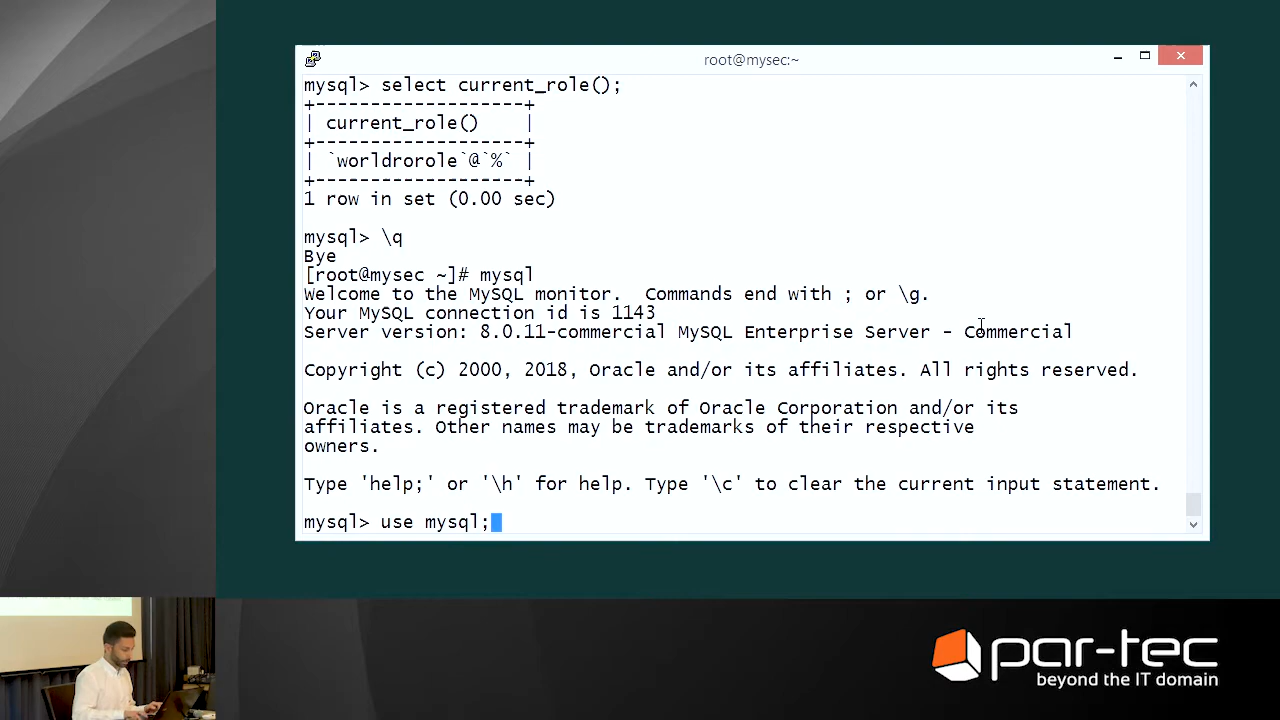 root@mysec:~
mysql> select current_role();
+-------------------+
| current_role()    |
+-------------------+
| `worldrorole`@`%` |
+-------------------+
1 row in set (0.00 sec)
mysql> \q
Bye
[root@mysec ~]# mysql
Welcome to the MySQL monitor.  Commands end with ; or \g.
Your MySQL connection id is 1143
Server version: 8.0.11-commercial MySQL Enterprise Server - Commercial
Copyright (c) 2000, 2018, Oracle and/or its affiliates. All rights reserved.
Oracle is a registered trademark of Oracle Corporation and/or its
affiliates. Other names may be trademarks of their respective
owners.
Type 'help;' or '\h' for help. Type '\c' to clear the current input statement.
mysql> use mysql;
par-tec
beyond the IT domain